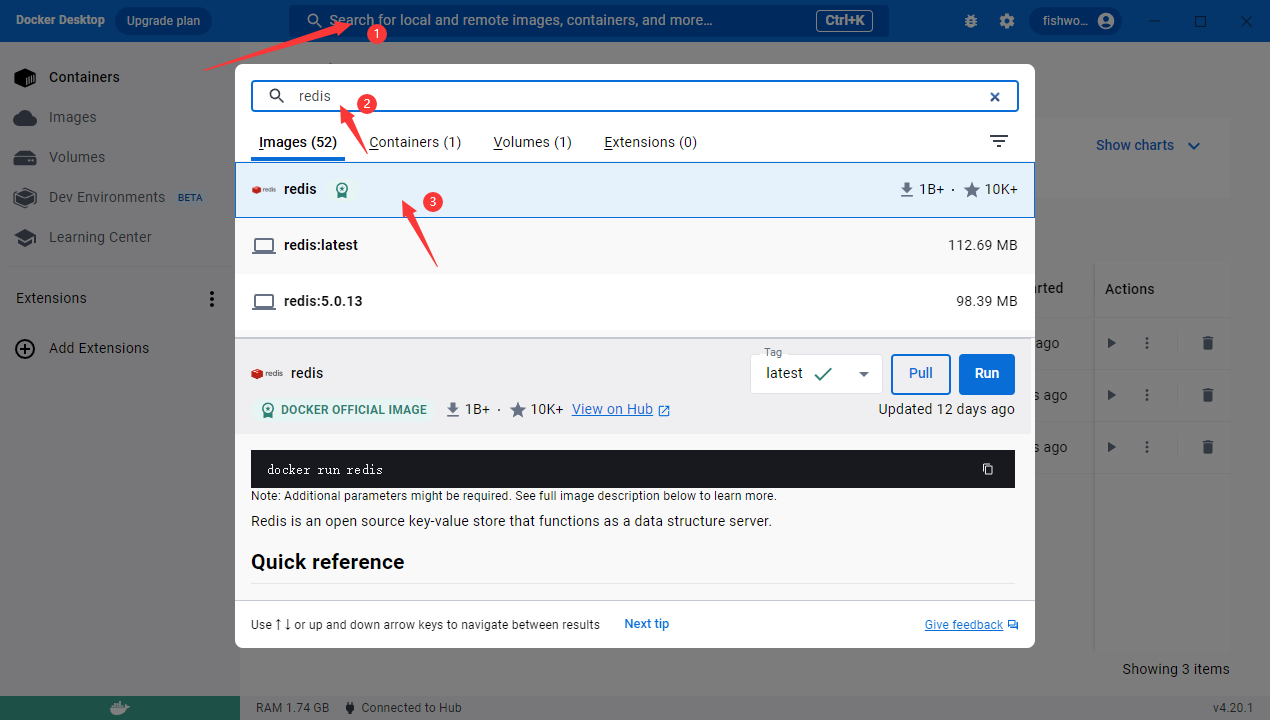 Docker Desktop Upgrade plan Search for local and remote images, containers, and more... Ctrl+K fishwo...
1
Containers
Images
Volumes
Dev Environments BETA
Learning Center
Extensions
Add Extensions
redis
2
Images (52) Containers (1) Volumes (1) Extensions (0)
Show charts
redis redis 1B+ · 10K+
3
redis:latest 112.69 MB
redis:5.0.13 98.39 MB
rted Actions
ago
s ago
s ago
redis redis
Tag
latest Pull Run
DOCKER OFFICIAL IMAGE 1B+ · 10K+ View on Hub Updated 12 days ago
docker run redis
Note: Additional parameters might be required. See full image description below to learn more.
Redis is an open source key-value store that functions as a data structure server.
Quick reference
Use ↑↓ or up and down arrow keys to navigate between results Next tip Give feedback
Showing 3 items
RAM 1.74 GB Connected to Hub v4.20.1